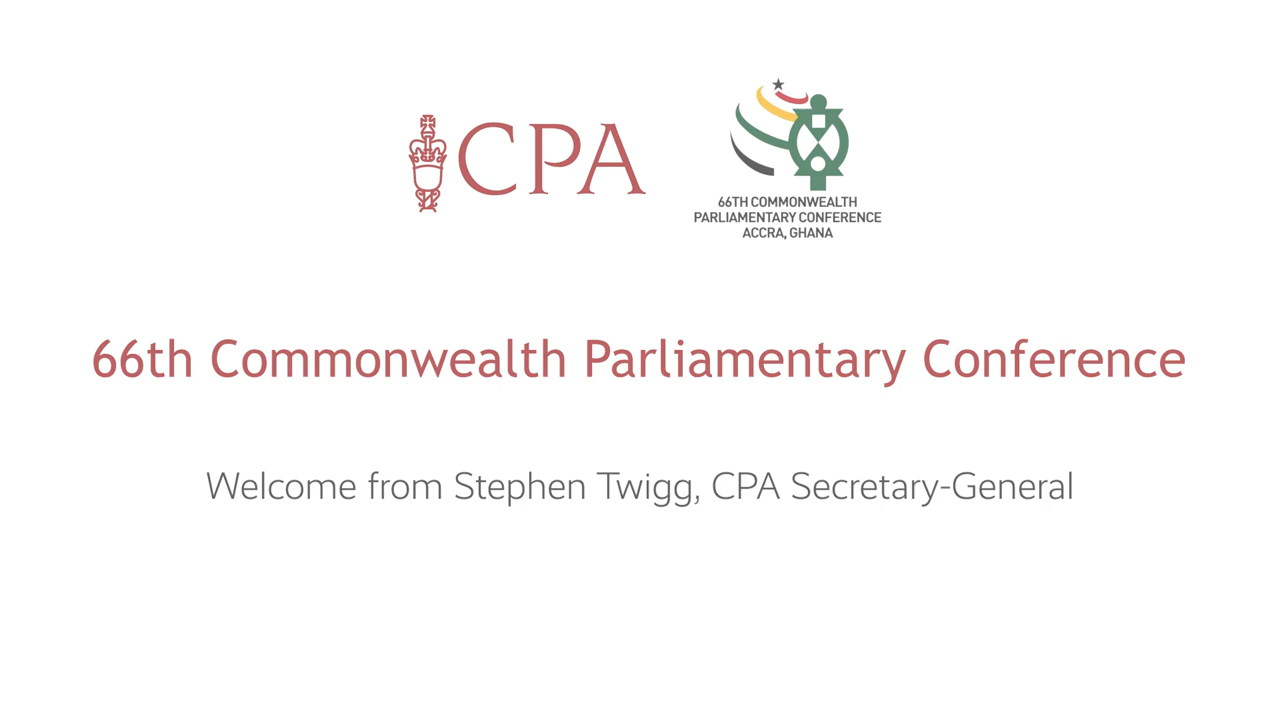 CPA
66TH COMMONWEALTH
PARLIAMENTARY CONFERENCE
ACCRA, GHANA
66th Commonwealth Parliamentary Conference
Welcome from Stephen Twigg, CPA Secretary-General